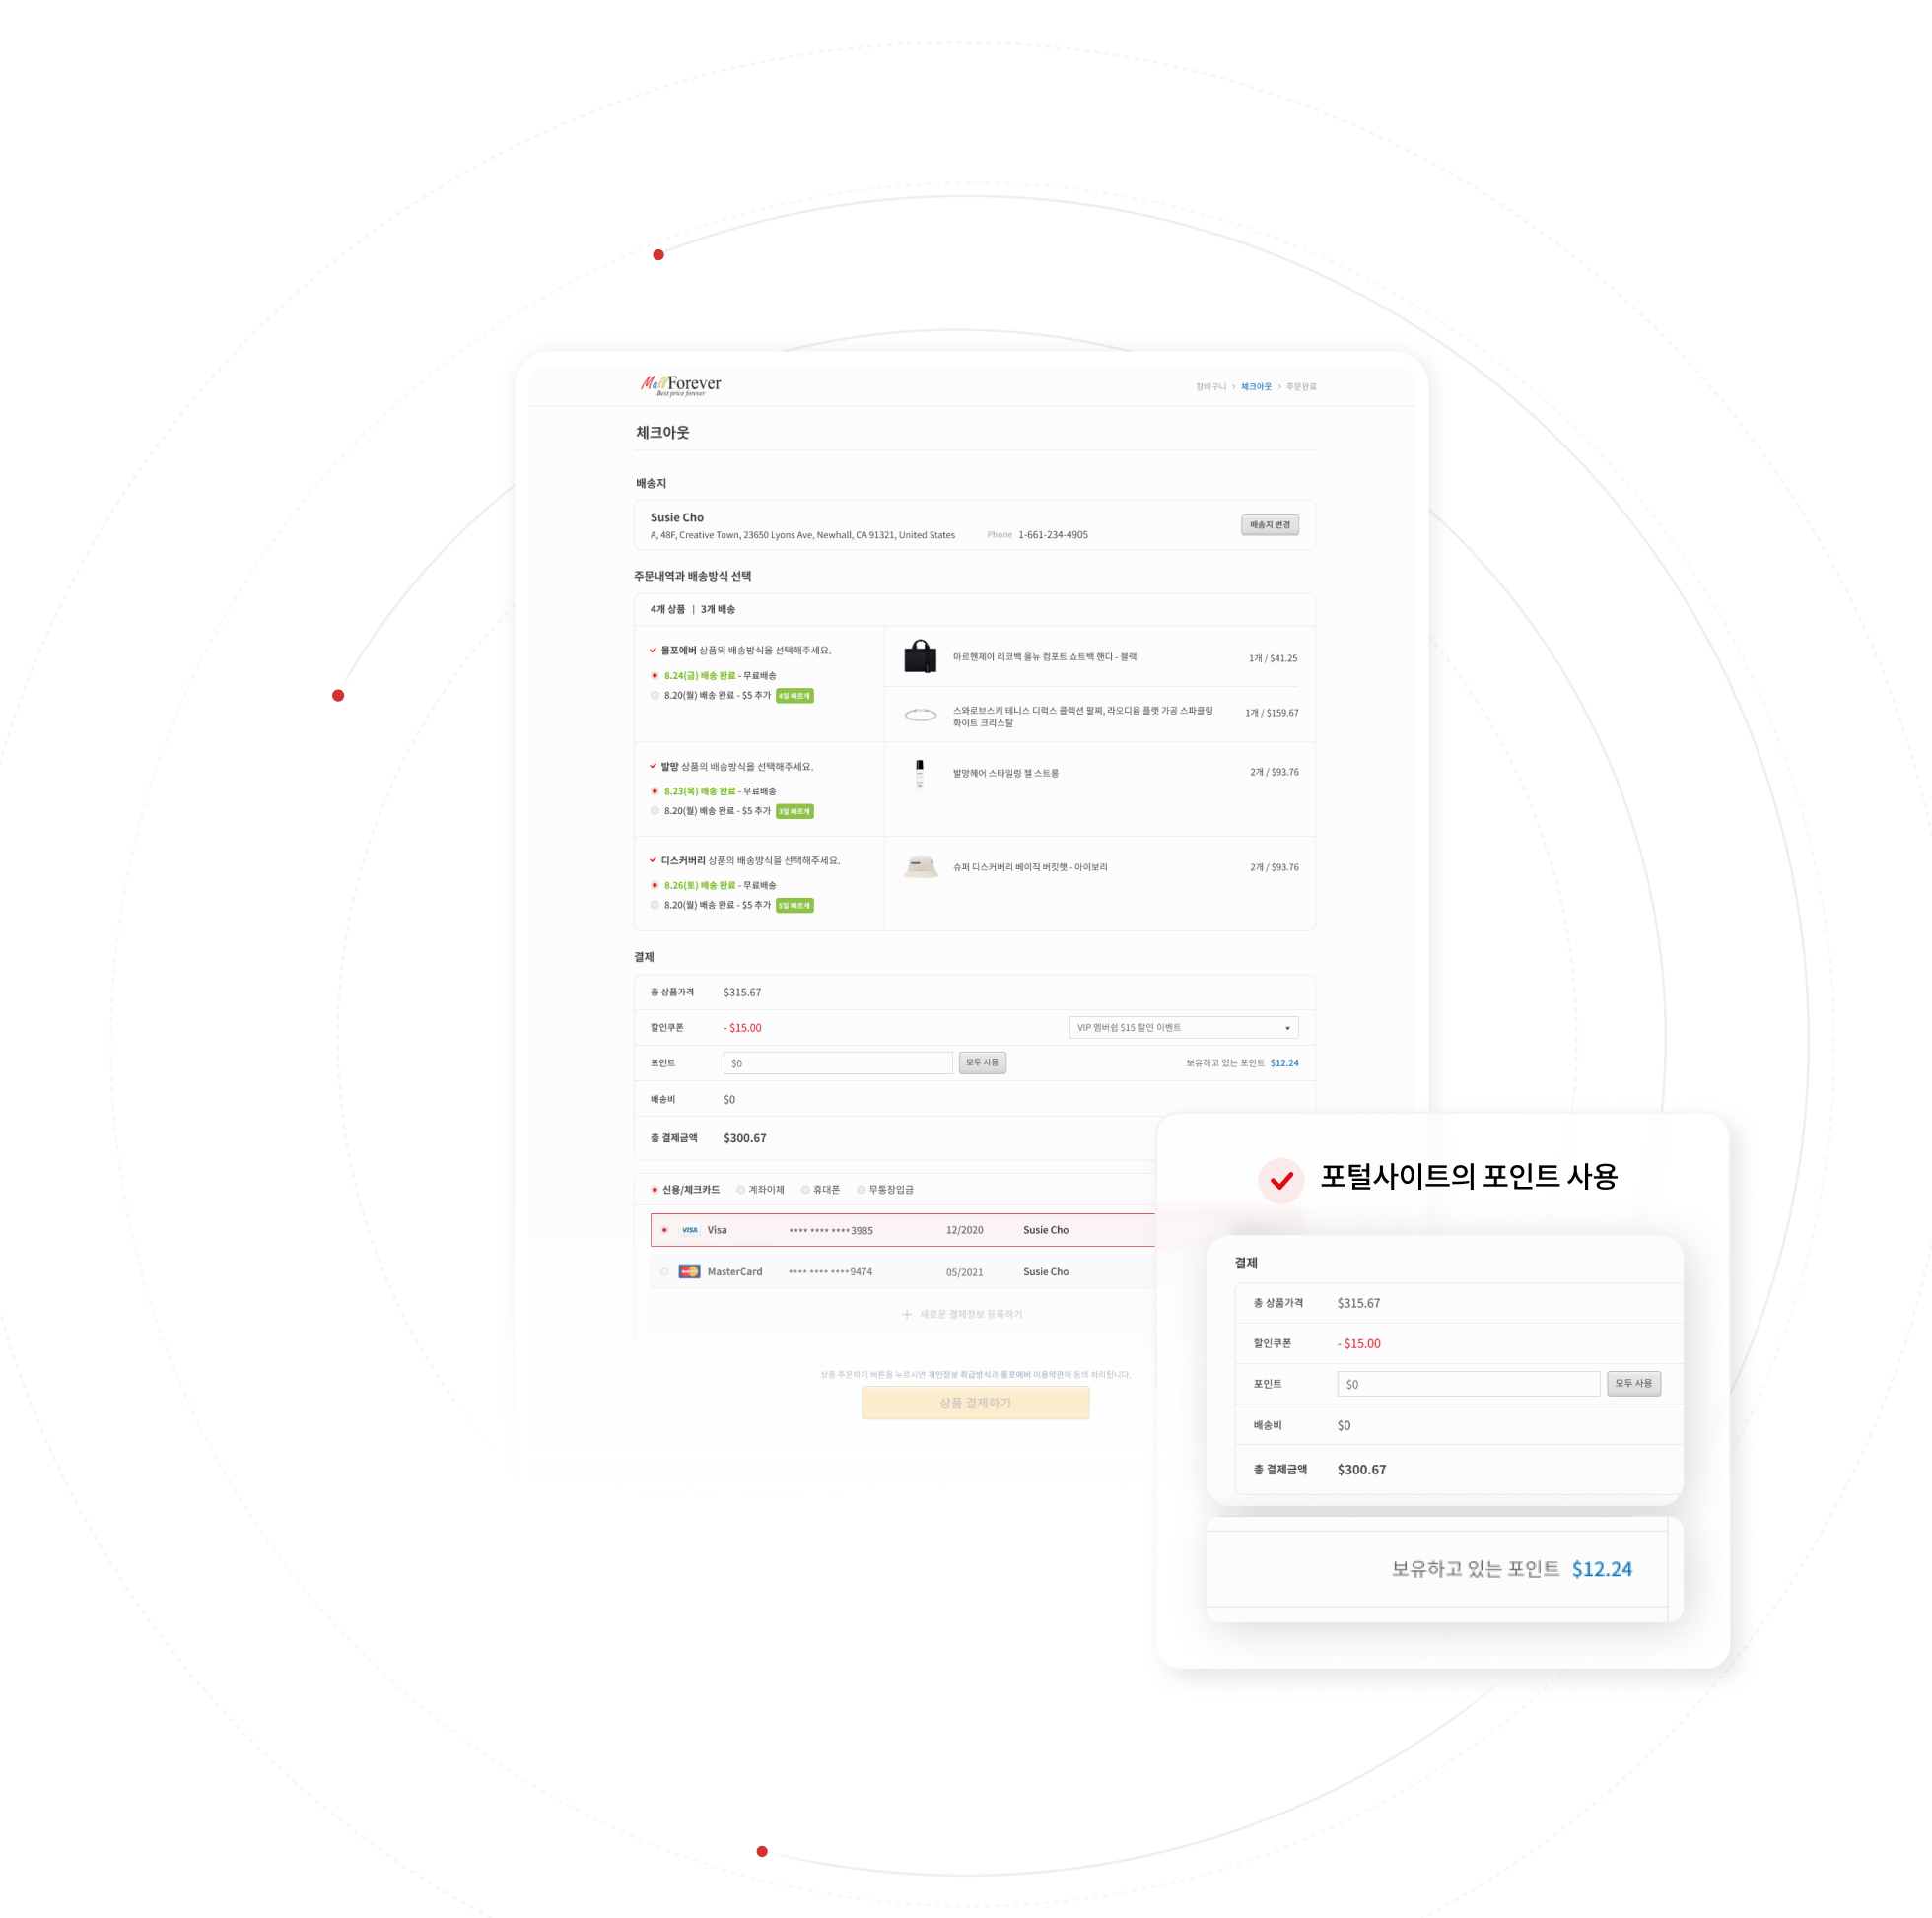 MallForever
Best price forever
장바구니 > 체크아웃 > 주문완료
체크아웃
배송지
Susie Cho
A, 48F, Creative Town, 23650 Lyons Ave, Newhall, CA 91321, United States Phone 1-661-234-4905
배송지 변경
주문내역과 배송방식 선택
4개 상품 | 3개 배송
몰포에버 상품의 배송방식을 선택해주세요.
8.24(금) 배송 완료 - 무료배송
8.20(월) 배송 완료 - $5 추가 4일 빠르게
마르헨제이 리코백 올뉴 컴포트 쇼트백 핸디 - 블랙
1개 / $41.25
스와로브스키 테니스 디럭스 콜렉션 팔찌, 라오디움 플랫 가공 스파클링
화이트 크리스탈
1개 / $159.67
발망 상품의 배송방식을 선택해주세요.
8.23(목) 배송 완료 - 무료배송
8.20(월) 배송 완료 - $5 추가 3일 빠르게
발망헤어 스타일링 젤 스트롱
2개 / $93.76
디스커버리 상품의 배송방식을 선택해주세요.
8.26(토) 배송 완료 - 무료배송
8.20(월) 배송 완료 - $5 추가 5일 빠르게
슈퍼 디스커버리 베이직 버킷햇 - 아이보리
2개 / $93.76
결제
총 상품가격 $315.67
할인쿠폰 - $15.00 VIP 멤버쉽 $15 할인 이벤트
포인트 $0 모두 사용 보유하고 있는 포인트 $12.24
배송비 $0
총 결제금액 $300.67
신용/체크카드 계좌이체 휴대폰 무통장입금
VISA Visa **** **** ****3985 12/2020 Susie Cho
MasterCard **** **** ****9474 05/2021 Susie Cho
+ 새로운 결제정보 등록하기
상품 주문하기 버튼을 누르시면 개인정보 취급방식과 몰포에버 이용약관에 동의 처리됩니다.
상품 결제하기
포털사이트의 포인트 사용
결제
총 상품가격 $315.67
할인쿠폰 - $15.00
포인트 $0 모두 사용
배송비 $0
총 결제금액 $300.67
보유하고 있는 포인트 $12.24